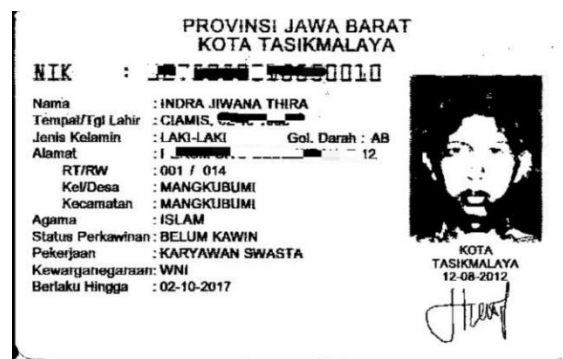 PROVINSI JAWA BARAT
KOTA TASIKMALAYA
NIK : 0010
Nama : INDRA JIWANA THIRA
Tempat/Tgl Lahir : CIAMIS,
Jenis Kelamin : LAKI-LAKI Gol. Darah : AB
Alamat : 12
RT/RW : 001 / 014
Kel/Desa : MANGKUBUMI
Kecamatan : MANGKUBUMI
Agama : ISLAM
Status Perkawinan : BELUM KAWIN
Pekerjaan : KARYAWAN SWASTA
Kewarganegaraan: WNI
Berlaku Hingga : 02-10-2017
KOTA
TASIKMALAYA
12-08-2012